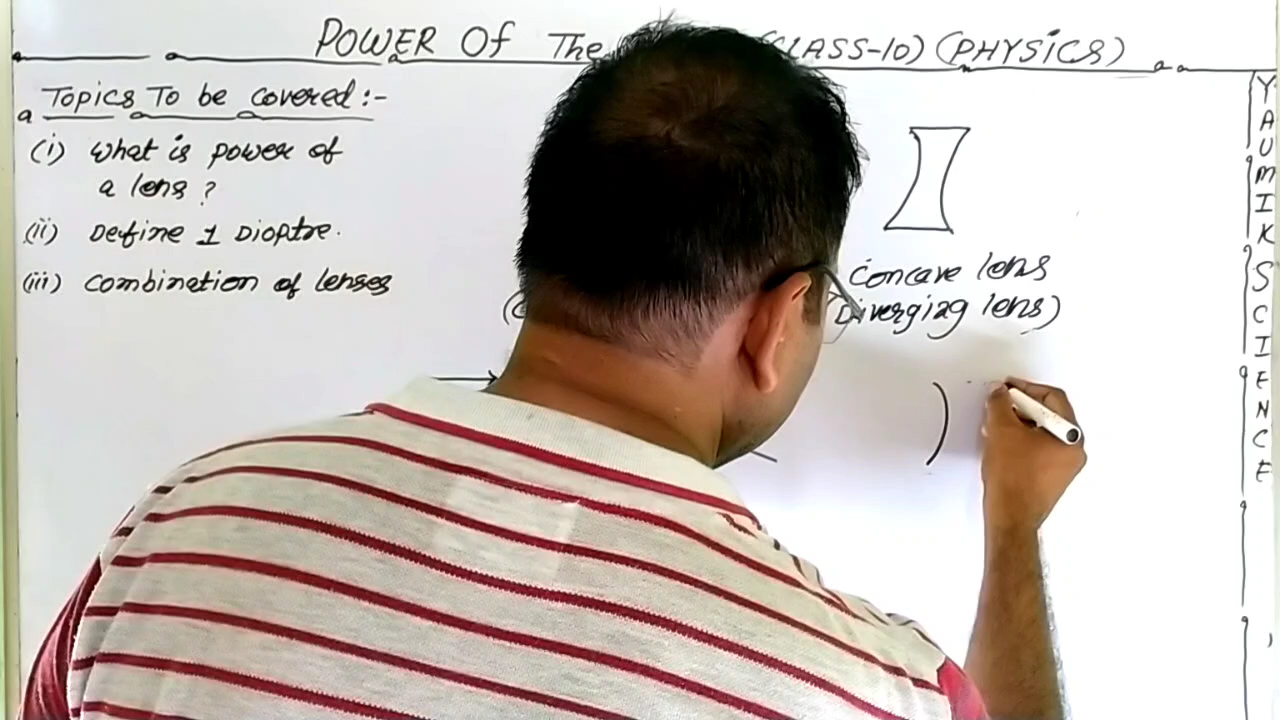 POWER OF The (CLASS-10) (PHYSICS)
Topics To be covered:-
(i) What is power of
a lens ?
(ii) Define 1 Dioptre.
(iii) Combination of lenses
Concave lens
(Diverging lens)
YAUMIK SCIENCE